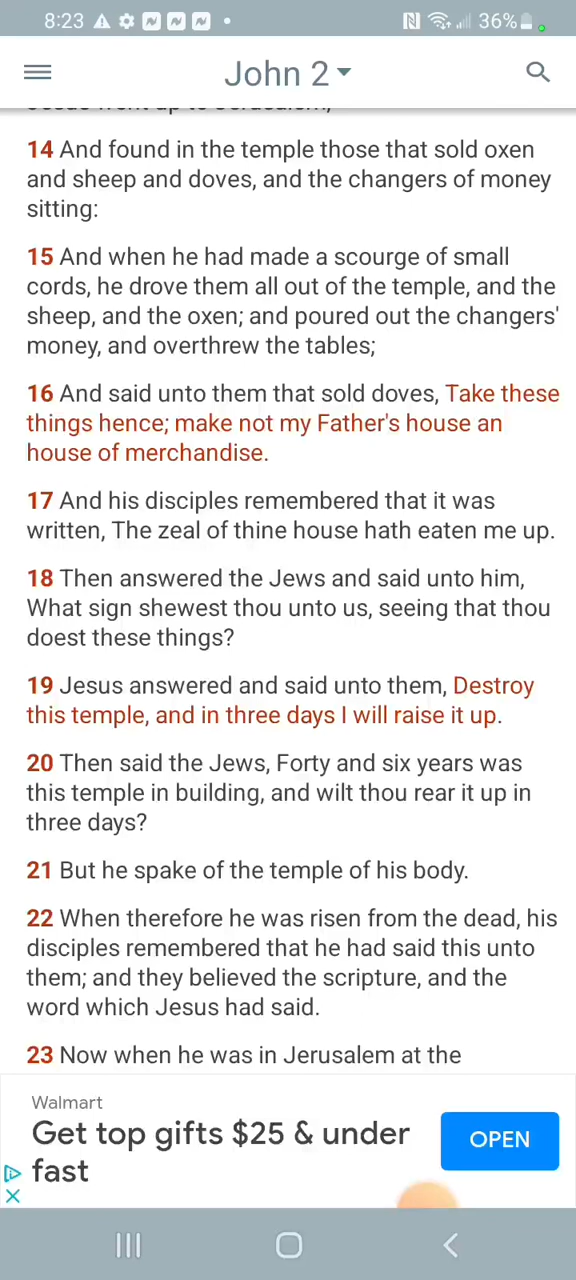 8:23
36%
John 2
14 And found in the temple those that sold oxen
and sheep and doves, and the changers of money
sitting:
15 And when he had made a scourge of small
cords, he drove them all out of the temple, and the
sheep, and the oxen; and poured out the changers'
money, and overthrew the tables;
16 And said unto them that sold doves, Take these
things hence; make not my Father's house an
house of merchandise.
17 And his disciples remembered that it was
written, The zeal of thine house hath eaten me up.
18 Then answered the Jews and said unto him,
What sign shewest thou unto us, seeing that thou
doest these things?
19 Jesus answered and said unto them, Destroy
this temple, and in three days I will raise it up.
20 Then said the Jews, Forty and six years was
this temple in building, and wilt thou rear it up in
three days?
21 But he spake of the temple of his body.
22 When therefore he was risen from the dead, his
disciples remembered that he had said this unto
them; and they believed the scripture, and the
word which Jesus had said.
23 Now when he was in Jerusalem at the
Walmart
Get top gifts $25 & under
fast
OPEN